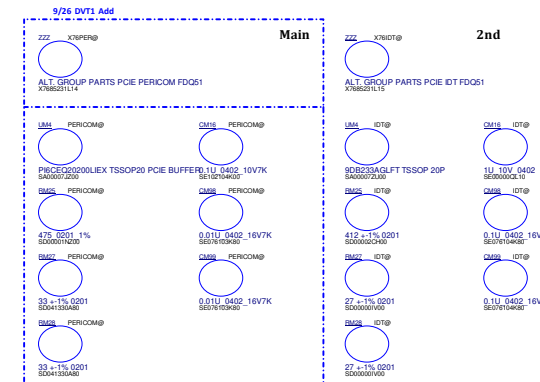 9/26 DVT1 Add
Main
2nd
ZZZ X76PER@
ALT. GROUP PARTS PCIE PERICOM FDQ51
X7685231L14
ZZZ X76IDT@
ALT. GROUP PARTS PCIE IDT FDQ51
X7685231L15
UM4 PERICOM@
PI6CEQ20200LIEX TSSOP20 PCIE BUFFER
SA00007JZ00
CM16 PERICOM@
0.1U_0402_10V7K
SE102104K00
UM4 IDT@
9DB233AGLFT TSSOP 20P
SA00007ZU00
CM16 IDT@
1U_10V_0402
SE00000QL10
RM25 PERICOM@
475_0201_1%
SD00001NZ00
CM98 PERICOM@
0.01U_0402_16V7K
SE076103K80
RM25 IDT@
412 +-1% 0201
SD00002CH00
CM98 IDT@
0.1U_0402_16V
SE076104K80
RM27 PERICOM@
33 +-1% 0201
SD041330A80
CM99 PERICOM@
0.01U_0402_16V7K
SE076103K80
RM27 IDT@
27 +-1% 0201
SD00000IV00
CM99 IDT@
0.1U_0402_16V
SE076104K80
RM28 PERICOM@
33 +-1% 0201
SD041330A80
RM28 IDT@
27 +-1% 0201
SD00000IV00